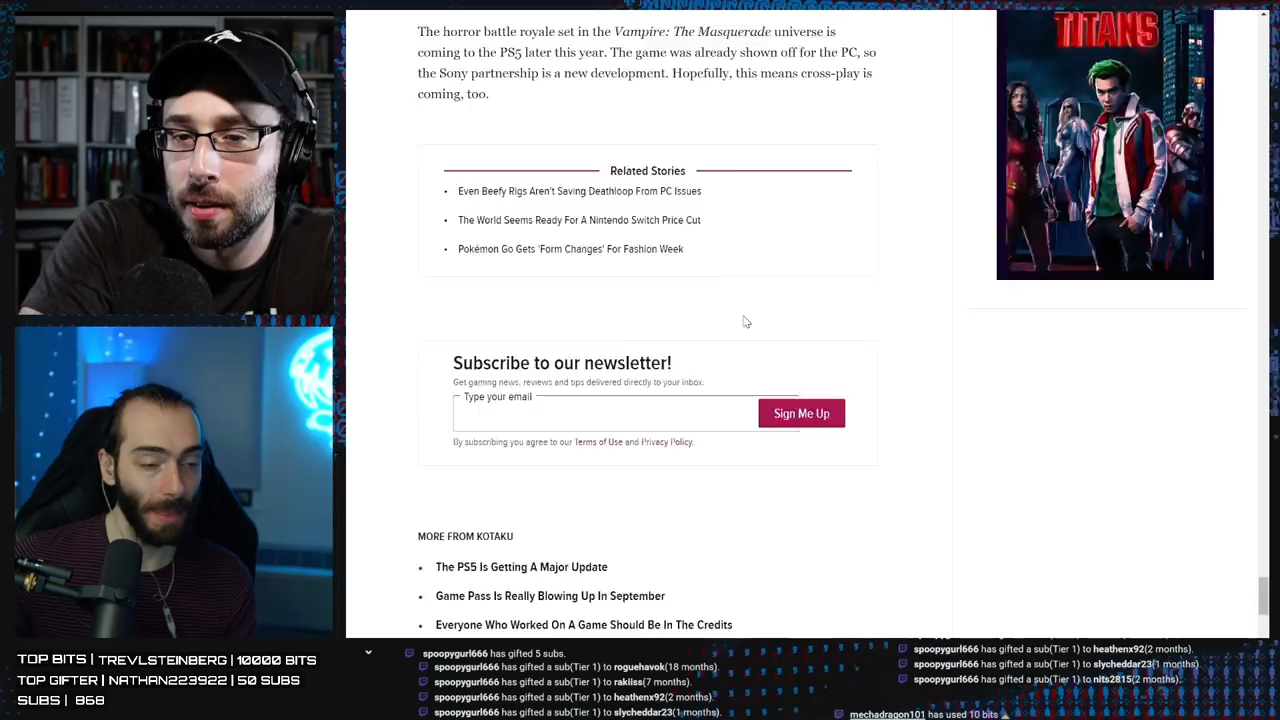 The horror battle royale set in the Vampire: The Masquerade universe is
coming to the PS5 later this year. The game was already shown off for the PC, so
the Sony partnership is a new development. Hopefully, this means cross-play is
coming, too.
Related Stories
• Even Beefy Rigs Aren't Saving Deathloop From PC Issues
• The World Seems Ready For A Nintendo Switch Price Cut
• Pokémon Go Gets 'Form Changes' For Fashion Week
Subscribe to our newsletter!
Get gaming news, reviews and tips delivered directly to your inbox.
Type your email
Sign Me Up
By subscribing you agree to our Terms of Use and Privacy Policy.
MORE FROM KOTAKU
• The PS5 Is Getting A Major Update
• Game Pass Is Really Blowing Up In September
• Everyone Who Worked On A Game Should Be In The Credits
TITANS
TOP BITS | TREVLSTEINBERG | 10000 BITS
TOP GIFTER | NATHAN223922 | 50 SUBS
SUBS | 868
spoopygurl666 has gifted 5 subs.
spoopygurl666 has gifted a sub(Tier 1) to roguehavok(18 months).
spoopygurl666 has gifted a sub(Tier 1) to rakiiss(7 months).
spoopygurl666 has gifted a sub(Tier 1) to heathenx92(2 months).
spoopygurl666 has gifted a sub(Tier 1) to slycheddar23(1 months).
spoopygurl666 has gifted a sub(Tier 1) to heathenx92(2 months).
spoopygurl666 has gifted a sub(Tier 1) to slycheddar23(1 months).
spoopygurl666 has gifted a sub(Tier 1) to nits2815(2 months).
mechadragon101 has used 10 bits